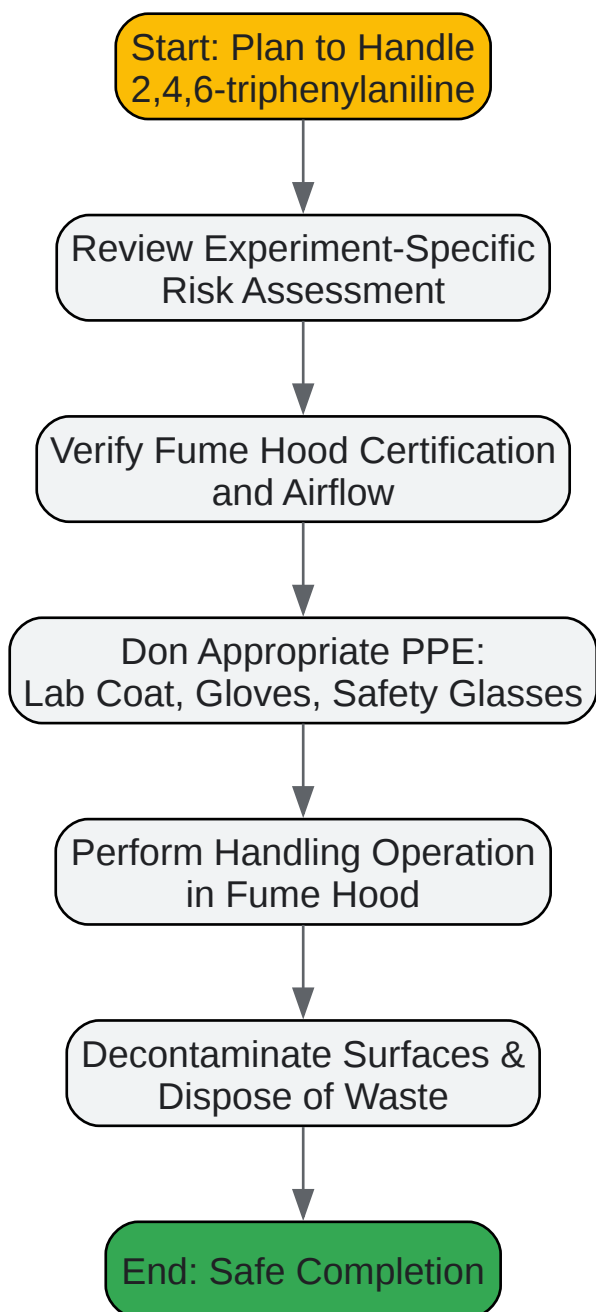 Start: Plan to Handle
2,4,6-triphenylaniline
Review Experiment-Specific
Risk Assessment
Verify Fume Hood Certification
and Airflow
Don Appropriate PPE:
Lab Coat, Gloves, Safety Glasses
Perform Handling Operation
in Fume Hood
Decontaminate Surfaces &
Dispose of Waste
End: Safe Completion